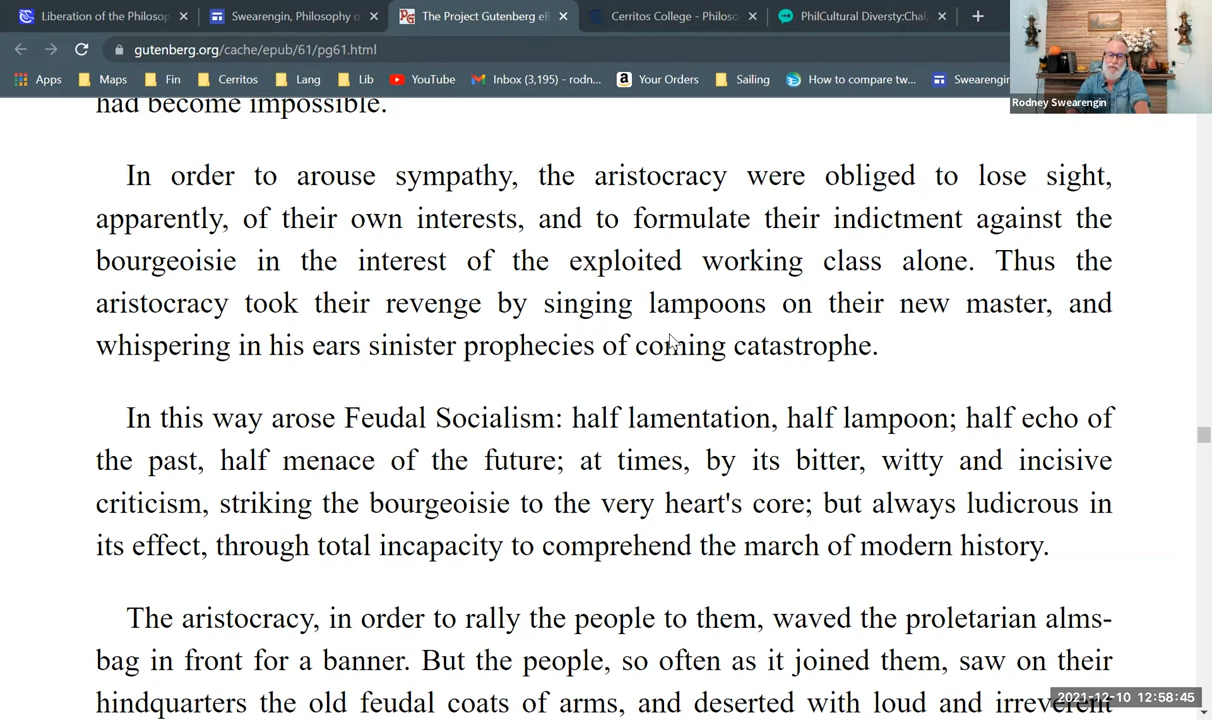 Liberation of the Philosop
Swearengin, Philosophy o
The Project Gutenberg eB
Cerritos College - Philoso
PhilCultural Diversty:Chal
gutenberg.org/cache/epub/61/pg61.html
Apps Maps Fin Cerritos Lang Lib YouTube Inbox (3,195) - rodn... Your Orders Sailing How to compare tw... Swearengin
Rodney Swearengin
had become impossible.
In order to arouse sympathy, the aristocracy were obliged to lose sight,
apparently, of their own interests, and to formulate their indictment against the
bourgeoisie in the interest of the exploited working class alone. Thus the
aristocracy took their revenge by singing lampoons on their new master, and
whispering in his ears sinister prophecies of coming catastrophe.
In this way arose Feudal Socialism: half lamentation, half lampoon; half echo of
the past, half menace of the future; at times, by its bitter, witty and incisive
criticism, striking the bourgeoisie to the very heart's core; but always ludicrous in
its effect, through total incapacity to comprehend the march of modern history.
The aristocracy, in order to rally the people to them, waved the proletarian alms-
bag in front for a banner. But the people, so often as it joined them, saw on their
hindquarters the old feudal coats of arms, and deserted with loud and irreverent
2021-12-10 12:58:45